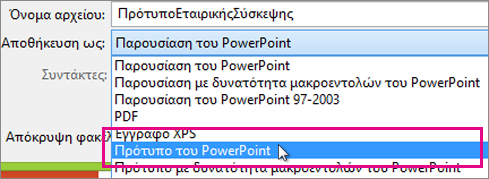 Όνομα αρχείου: ΠρότυποΕταιρικήςΣύσκεψης
Αποθήκευση ως: Παρουσίαση του PowerPoint
Παρουσίαση του PowerPoint
Συντάκτες: Παρουσίαση με δυνατότητα μακροεντολών του PowerPoint
Παρουσίαση του PowerPoint 97-2003
PDF
Απόκρυψη φακέλ Έγγραφο XPS
Πρότυπο του PowerPoint
Πρότυπο με δυνατότητα μακροεντολών του PowerPoint